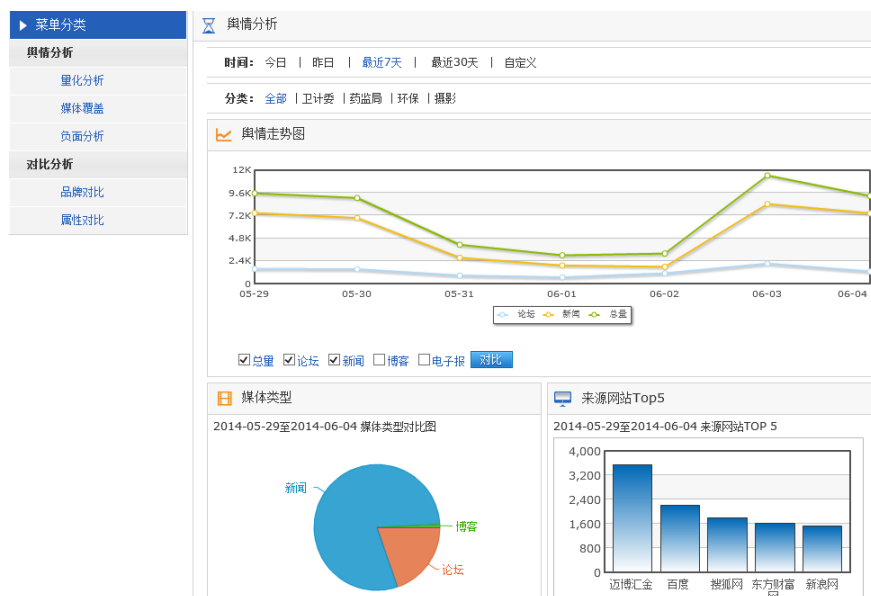 菜单分类
舆情分析
量化分析
媒体覆盖
负面分析
对比分析
品牌对比
属性对比
舆情分析
时间： 今日 | 昨日 | 最近7天 | 最近30天 | 自定义
分类： 全部 | 卫计委 | 药监局 | 环保 | 摄影
舆情走势图
12K
9.6K
7.2K
4.8K
2.4K
0
05-29 05-30 05-31 06-01 06-02 06-03 06-04
论坛 新闻 总量
总量 论坛 新闻 博客 电子报 对比
媒体类型
2014-05-29至2014-06-04 媒体类型对比图
新闻
博客
论坛
来源网站Top5
2014-05-29至2014-06-04 来源网站TOP 5
4,000
3,200
2,400
1,600
800
0
迈博汇金 百度 搜狐网 东方财富网 新浪网